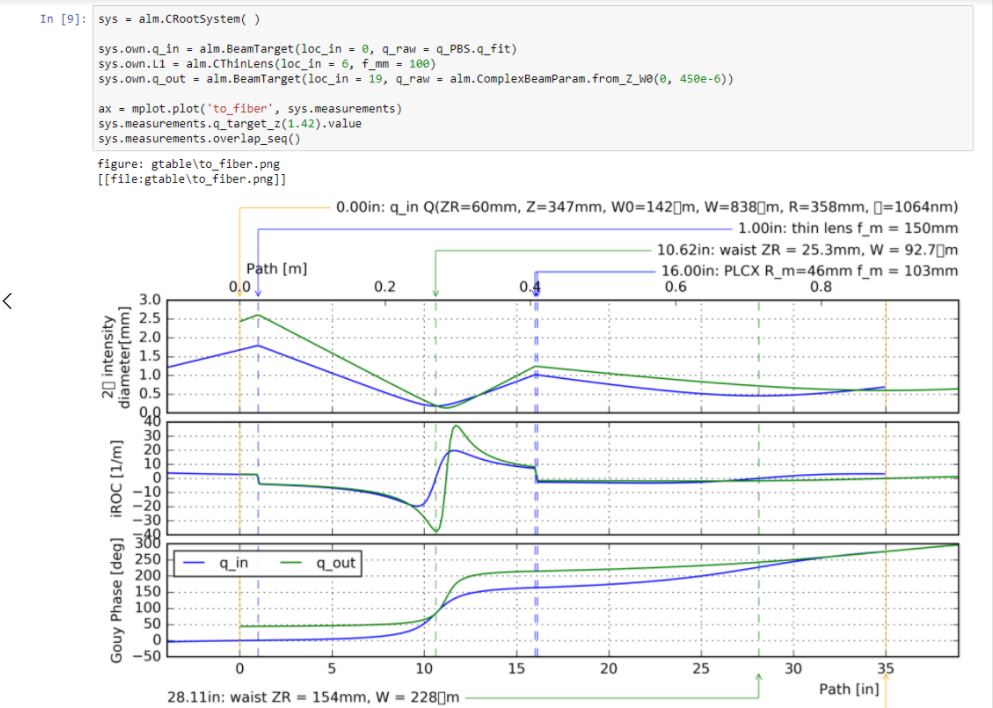 In [9]: sys = alm.CRootSystem( )
sys.own.q_in = alm.BeamTarget(loc_in = 0, q_raw = q_PBS.q_fit)
sys.own.L1 = alm.CThinLens(loc_in = 6, f_mm = 100)
sys.own.q_out = alm.BeamTarget(loc_in = 19, q_raw = alm.ComplexBeamParam.from_Z_W0(0, 450e-6))
ax = mplot.plot('to_fiber', sys.measurements)
sys.measurements.q_target_z(1.42).value
sys.measurements.overlap_seq()
figure: gtable\to_fiber.png
[[file:gtable\to_fiber.png]]
0.00in: q_in Q(ZR=60mm, Z=347mm, W0=142▯m, W=838▯m, R=358mm, ▯=1064nm)
1.00in: thin lens f_m = 150mm
10.62in: waist ZR = 25.3mm, W = 92.7▯m
Path [m]
16.00in: PLCX R_m=46mm f_m = 103mm
0.0 0.2 0.4 0.6 0.8
2▯ intensity
diameter[mm]
3.0
2.5
2.0
1.5
1.0
0.5
0.0
iROC [1/m]
40
30
20
10
0
−10
−20
−30
−40
Gouy Phase [deg]
300
250
200
150
100
50
0
−50
q_in q_out
0 5 10 15 20 25 30 35
Path [in]
28.11in: waist ZR = 154mm, W = 228▯m